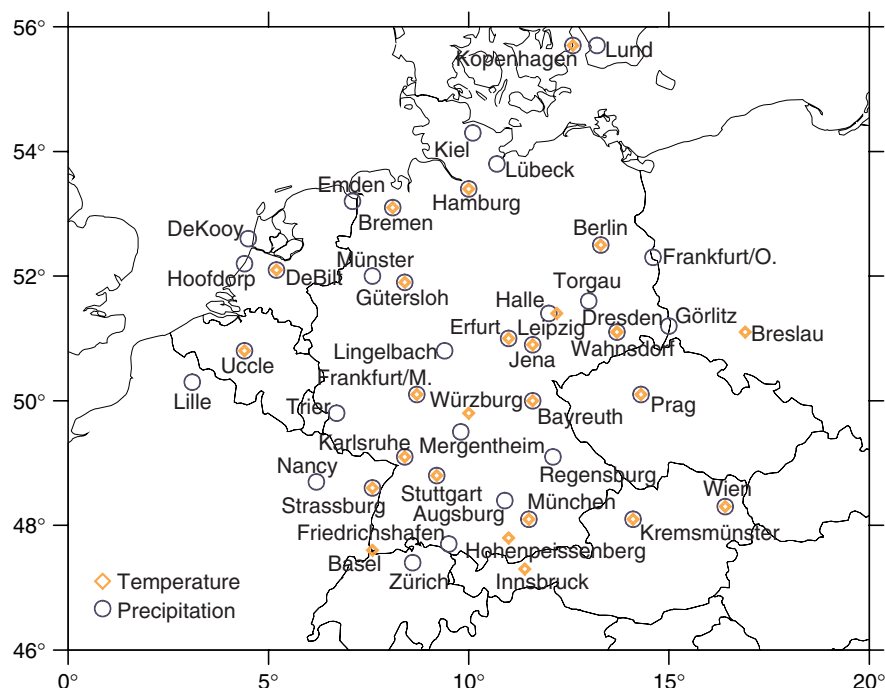 56°
Kopenhagen
Lund
54°
Kiel
Lübeck
Emden
Hamburg
Bremen
DeKooy
Berlin
Münster
Frankfurt/O.
52°
Hoofdorp
DeBilt
Gütersloh
Torgau
Halle
Görlitz
Erfurt
Leipzig
Dresden
Breslau
Lingelbach
Jena
Wahnsdorf
Uccle
Frankfurt/M.
50°
Lille
Trier
Würzburg
Bayreuth
Prag
Karlsruhe
Mergentheim
Nancy
Regensburg
Strassburg
Stuttgart
München
Wien
48°
Augsburg
Friedrichshafen
Kremsmünster
Basel
Hohenpeissenberg
Zürich
Innsbruck
Temperature
Precipitation
46°
0°
5°
10°
15°
20°